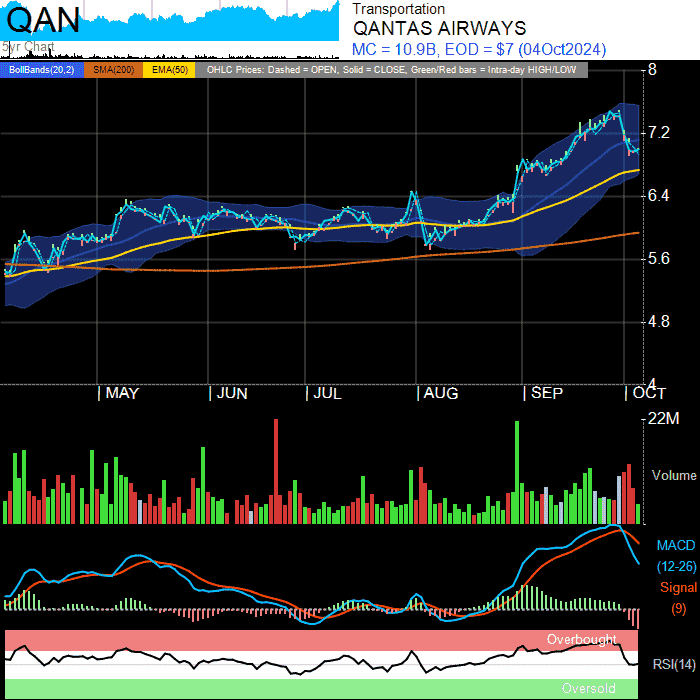 QAN
5yr Chart
Transportation
QANTAS AIRWAYS
MC = 10.9B, EOD = $7 (04Oct2024)
BollBands(20,2) SMA(200) EMA(50) OHLC Prices: Dashed = OPEN, Solid = CLOSE, Green/Red bars = Intra-day HIGH/LOW
8
7.2
6.4
5.6
4.8
4
MAY JUN JUL AUG SEP OCT
22M
Volume
MACD
(12-26)
Signal
(9)
Overbought
RSI(14)
Oversold